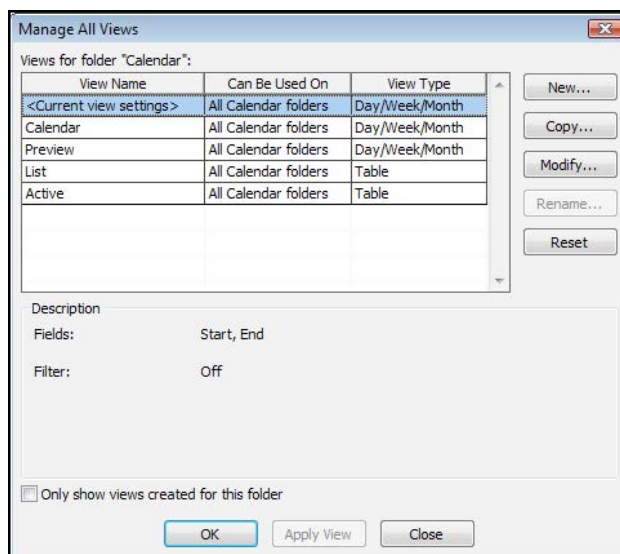 Manage All Views
Views for folder "Calendar":
View Name Can Be Used On View Type
<Current view settings> All Calendar folders Day/Week/Month
Calendar All Calendar folders Day/Week/Month
Preview All Calendar folders Day/Week/Month
List All Calendar folders Table
Active All Calendar folders Table
New...
Copy...
Modify...
Rename...
Reset
Description
Fields: Start, End
Filter: Off
Only show views created for this folder
OK Apply View Close